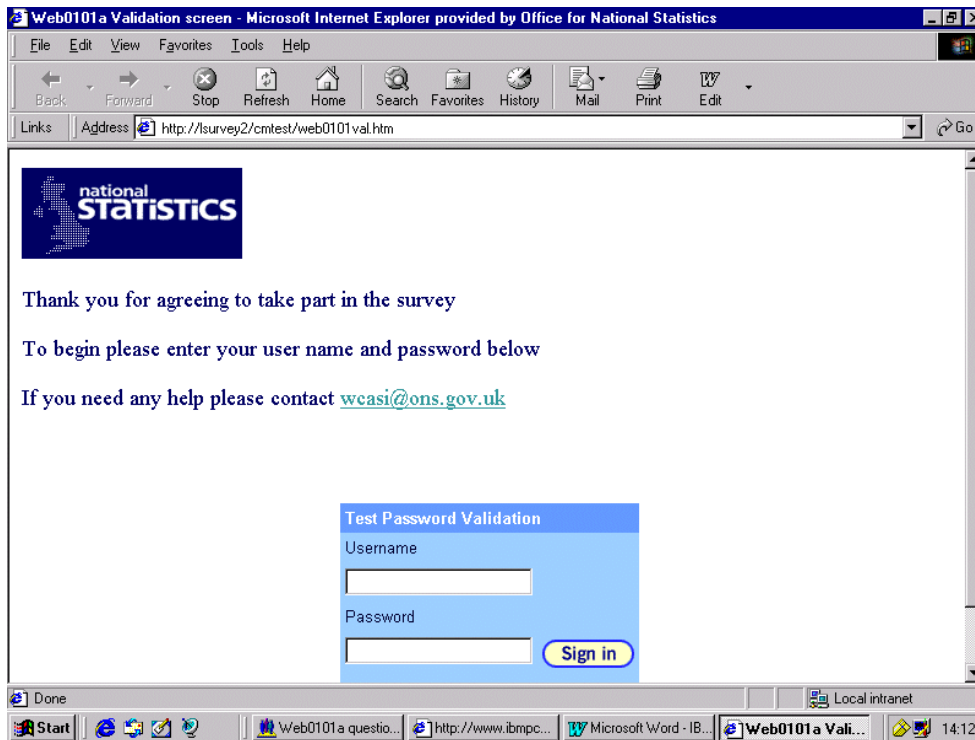 Web0101a Validation screen - Microsoft Internet Explorer provided by Office for National Statistics
File Edit View Favorites Tools Help
Back Forward Stop Refresh Home Search Favorites History Mail Print Edit
Links Address http://lsurvey2/cmtest/web0101val.htm Go
national
STATISTICS
Thank you for agreeing to take part in the survey
To begin please enter your user name and password below
If you need any help please contact wcasi@ons.gov.uk
Test Password Validation
Username
Password
Sign in
Done Local intranet
Start Web0101a questio... http://www.ibmpc... Microsoft Word - IB... Web0101a Vali... 14:12